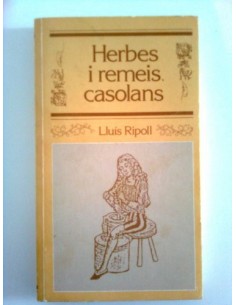 Herbes
i remeis
casolans
Lluís Ripoll